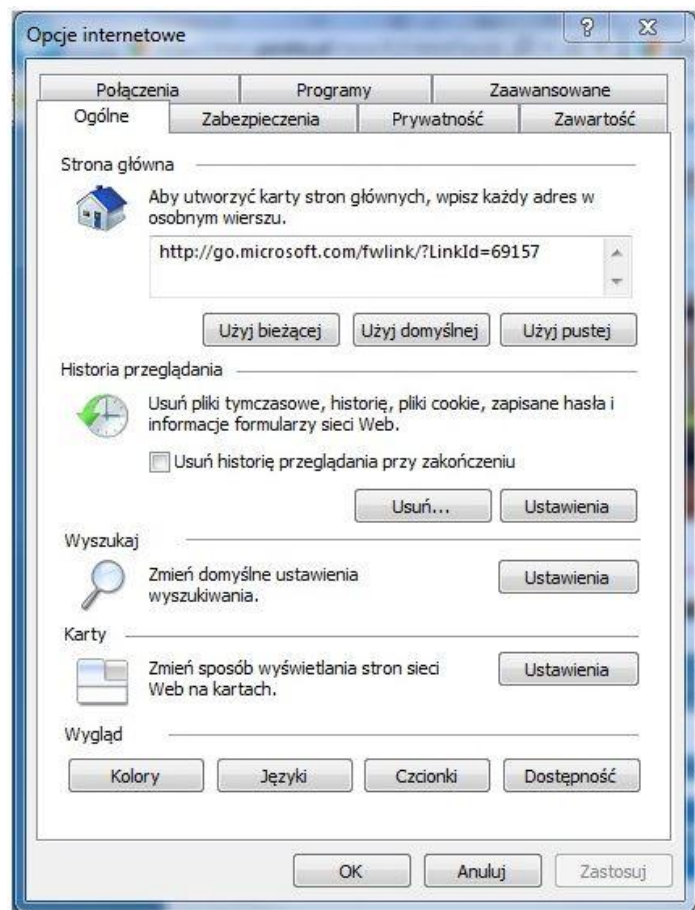 Opcje internetowe
Połączenia Programy Zaawansowane
Ogólne Zabezpieczenia Prywatność Zawartość
Strona główna
Aby utworzyć karty stron głównych, wpisz każdy adres w
osobnym wierszu.
http://go.microsoft.com/fwlink/?LinkId=69157
Użyj bieżącej Użyj domyślnej Użyj pustej
Historia przeglądania
Usuń pliki tymczasowe, historię, pliki cookie, zapisane hasła i
informacje formularzy sieci Web.
Usuń historię przeglądania przy zakończeniu
Usuń... Ustawienia
Wyszukaj
Zmień domyślne ustawienia
wyszukiwania.
Ustawienia
Karty
Zmień sposób wyświetlania stron sieci
Web na kartach.
Ustawienia
Wygląd
Kolory Języki Czcionki Dostępność
OK Anuluj Zastosuj